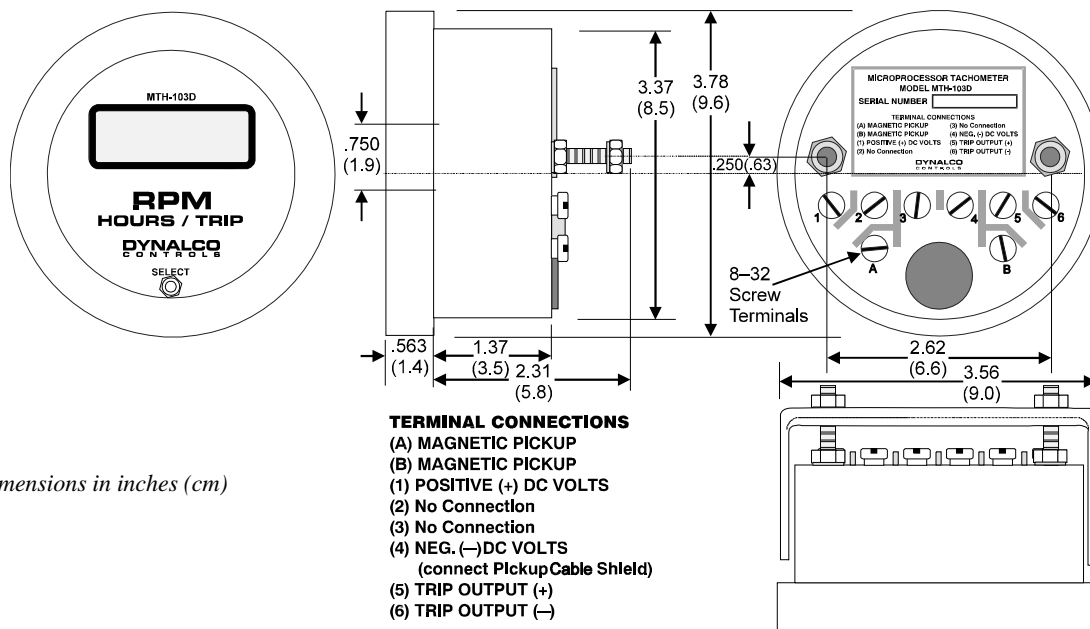 MTH-103D
RPM
HOURS / TRIP
DYNALCO
CONTROLS
SELECT
.750
(1.9)
3.37
(8.5)
3.78
(9.6)
.563
(1.4)
1.37
(3.5)
2.31
(5.8)
MICROPROCESSOR TACHOMETER
MODEL MTH-103D
SERIAL NUMBER
TERMINAL CONNECTIONS
(A) MAGNETIC PICKUP (3) No Connection
(B) MAGNETIC PICKUP (4) NEG, (-) DC VOLTS
(1) POSITIVE (+) DC VOLTS (5) TRIP OUTPUT (+)
(2) No Connection (6) TRIP OUTPUT (-)
DYNALCO
CONTROLS
.250(.63)
1 2 3 4 5 6
A B
8–32
Screw
Terminals
2.62
(6.6)
3.56
(9.0)
TERMINAL CONNECTIONS
(A) MAGNETIC PICKUP
(B) MAGNETIC PICKUP
(1) POSITIVE (+) DC VOLTS
(2) No Connection
(3) No Connection
(4) NEG. (—)DC VOLTS
(connect PIckup Cable Shield)
(5) TRIP OUTPUT (+)
(6) TRIP OUTPUT (—)
mensions in inches (cm)